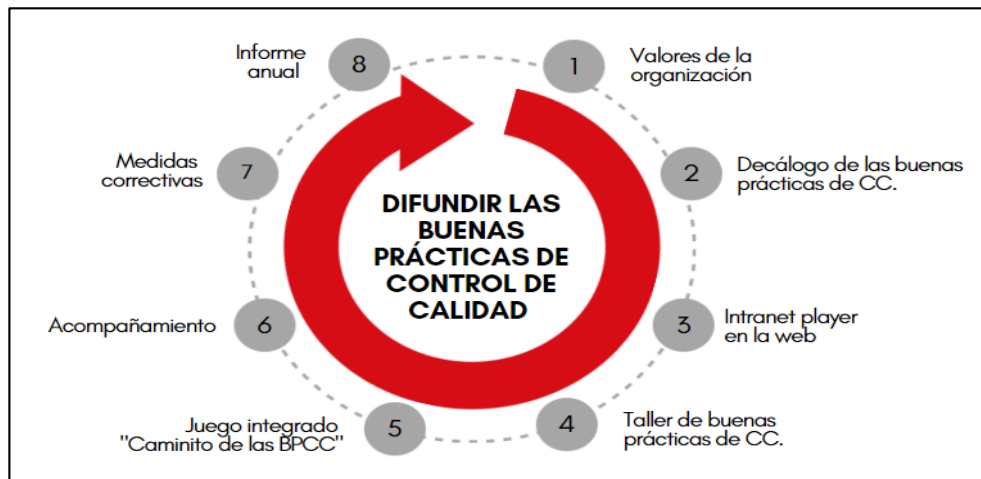 DIFUNDIR LAS
BUENAS
PRÁCTICAS DE
CONTROL DE
CALIDAD
1
Valores de la
organización
2
Decálogo de las buenas
prácticas de CC.
3
Intranet player
en la web
4
Taller de buenas
prácticas de CC.
5
Juego integrado
"Caminito de las BPCC"
6
Acompañamiento
7
Medidas
correctivas
8
Informe
anual